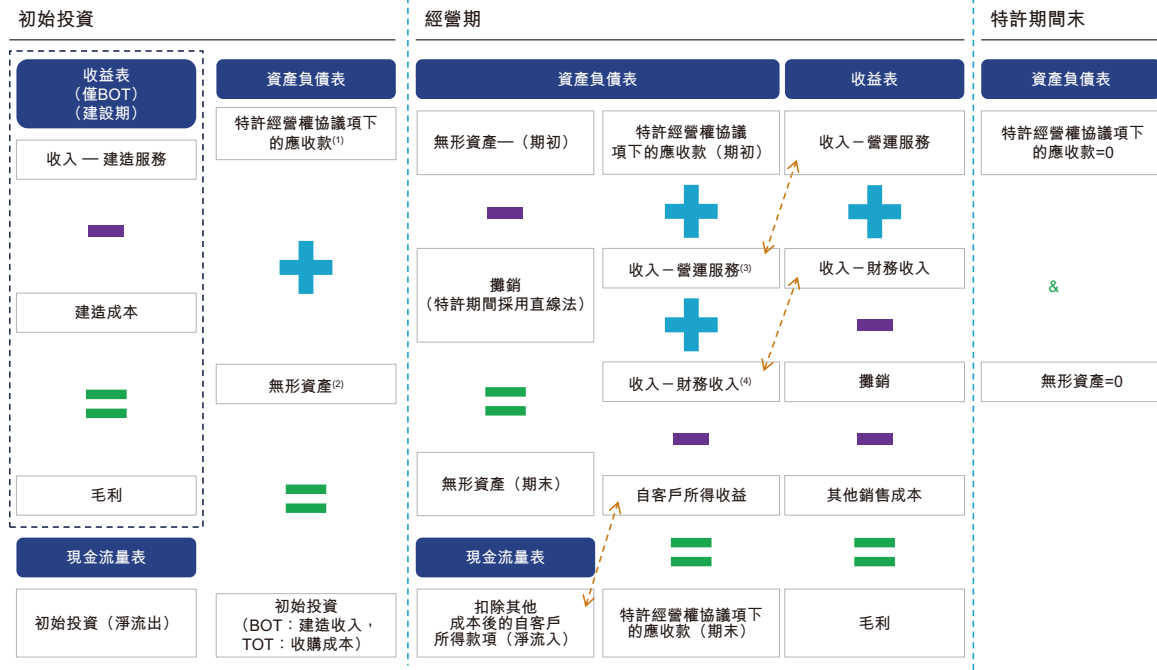 初始投資
收益表
（僅BOT）
（建設期）
收入 — 建造服務
建造成本
毛利
現金流量表
初始投資（淨流出）
資產負債表
特許經營權協議項下
的應收款(1)
無形資產(2)
初始投資
（BOT：建造收入，
TOT：收購成本）
經營期
資產負債表
無形資產—（期初）
攤銷
（特許期間採用直線法）
無形資產（期末）
現金流量表
扣除其他
成本後的自客戶
所得款項（淨流入）
特許經營權協議
項下的應收款（期初）
收入－營運服務(3)
收入－財務收入(4)
自客戶所得收益
特許經營權協議項下
的應收款（期末）
收益表
收入－營運服務
收入－財務收入
攤銷
其他銷售成本
毛利
特許期間末
資產負債表
特許經營權協議項下
的應收款=0
&
無形資產=0